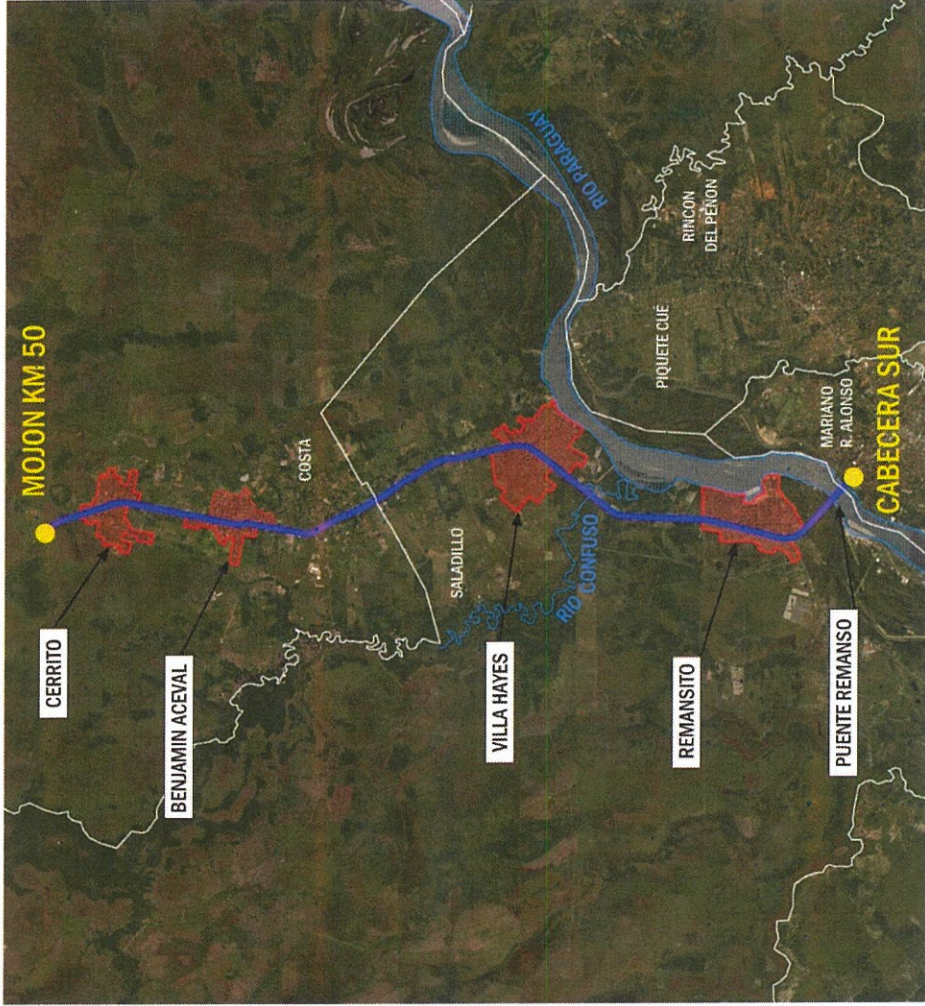 MOJON KM 50
CERRITO
BENJAMIN ACEVAL
COSTA
RIO PARAGUAY
SALADILLO
RINCON
DEL PEÑON
VILLA HAYES
RIO CONFUSO
PIQUETE CUÉ
REMANSITO
MARIANO
R. ALONSO
PUENTE REMANSO
CABECERA SUR